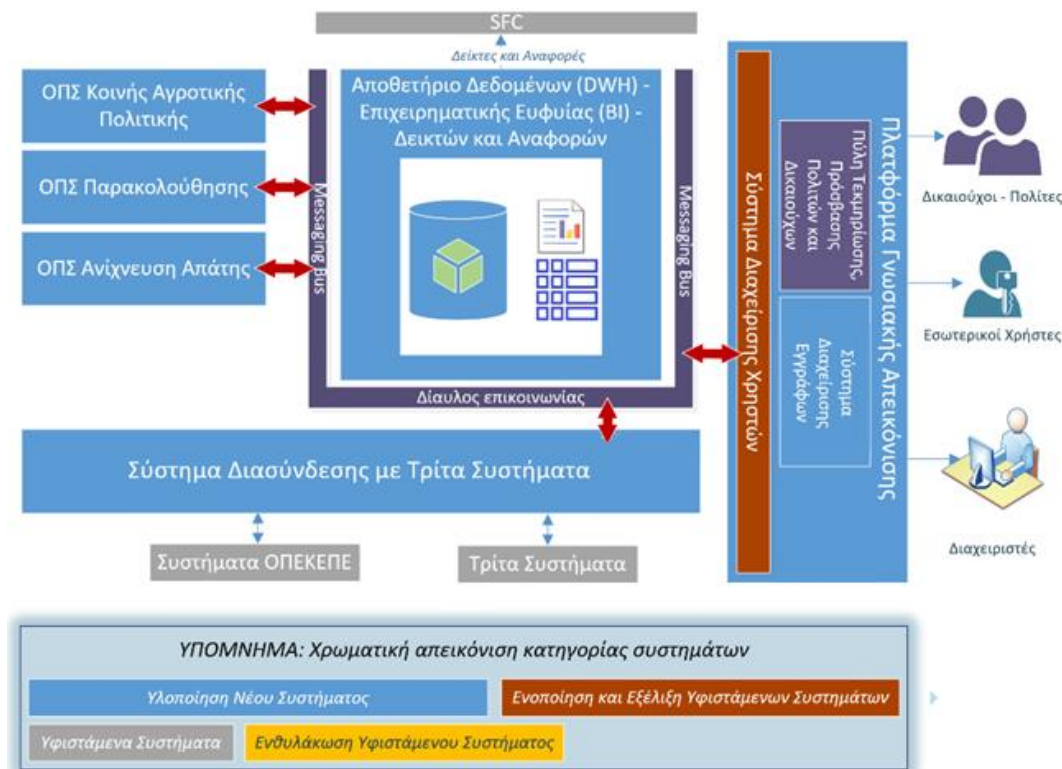 SFC
Δείκτες και Αναφορές
ΟΠΣ Κοινής Αγροτικής
Πολιτικής
ΟΠΣ Παρακολούθησης
ΟΠΣ Ανίχνευση Απάτης
Messaging Bus
Αποθετήριο Δεδομένων (DWH) -
Επιχειρηματικής Ευφυίας (BI) -
Δεικτών και Αναφορών
Messaging Bus
Δίαυλος επικοινωνίας
Σύστημα Διασύνδεσης με Τρίτα Συστήματα
Συστήματα ΟΠΕΚΕΠΕ
Τρίτα Συστήματα
Σύστημα Διαχείρισης Χρηστών
Πύλη Τεκμηρίωσης,
Πρόσβασης
Πολιτών και
Δικαιούχων
Σύστημα
Διαχείρισης
Εγγράφων
Πλατφόρμα Γνωσιακής Απεικόνισης
Δικαιούχοι - Πολίτες
Εσωτερικοί Χρήστες
Διαχειριστές
ΥΠΟΜΝΗΜΑ: Χρωματική απεικόνιση κατηγορίας συστημάτων
Υλοποίηση Νέου Συστήματος
Ενοποίηση και Εξέλιξη Υφιστάμενων Συστημάτων
Υφιστάμενα Συστήματα
Ενθυλάκωση Υφιστάμενου Συστήματος